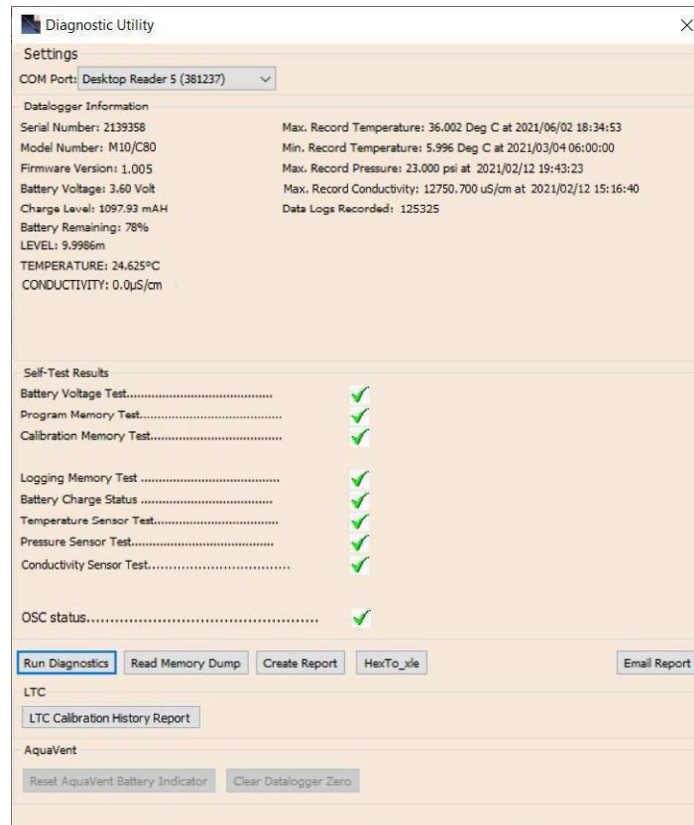 Diagnostic Utility
Settings
COM Port: Desktop Reader 5 (381237)
Datalogger Information
Serial Number: 2139358
Max. Record Temperature: 36.002 Deg C at 2021/06/02 18:34:53
Model Number: M10/C80
Min. Record Temperature: 5.996 Deg C at 2021/03/04 06:00:00
Firmware Version: 1.005
Max. Record Pressure: 23.000 psi at 2021/02/12 19:43:23
Battery Voltage: 3.60 Volt
Max. Record Conductivity: 12750.700 uS/cm at 2021/02/12 15:16:40
Charge Level: 1097.93 mAH
Data Logs Recorded: 125325
Battery Remaining: 78%
LEVEL: 9.9986m
TEMPERATURE: 24.625°C
CONDUCTIVITY: 0.0µS/cm
Self-Test Results
Battery Voltage Test..........................................
Program Memory Test.........................................
Calibration Memory Test......................................
Logging Memory Test ........................................
Battery Charge Status ......................................
Temperature Sensor Test....................................
Pressure Sensor Test.........................................
Conductivity Sensor Test..................................
OSC status.................................................
Run Diagnostics
Read Memory Dump
Create Report
HexTo_xle
Email Report
LTC
LTC Calibration History Report
AquaVent
Reset AquaVent Battery Indicator
Clear Datalogger Zero